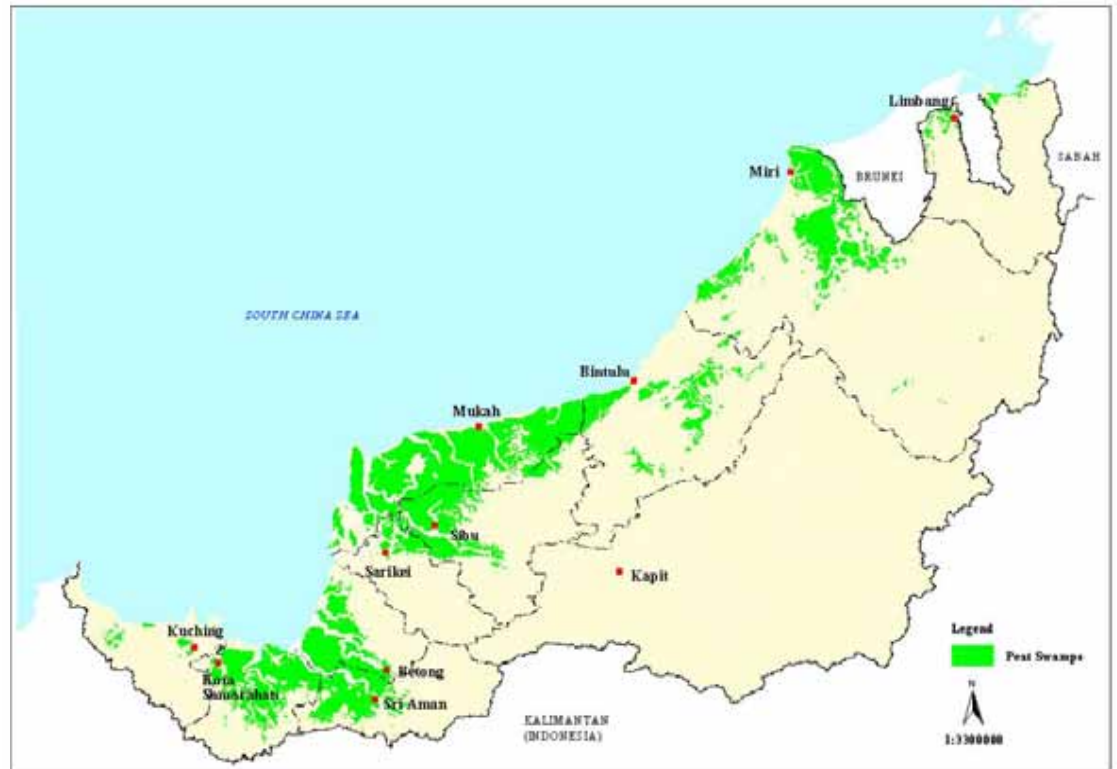 Limbang
SABAH
BRUNEI
Miri
SOUTH CHINA SEA
Bintulu
Mukah
Sibu
Sarikei
Kapit
Kuching
Legend
Peat Swamps
Betong
Kota
Sri Aman
N
KALIMANTAN
(INDONESIA)
1:3300000